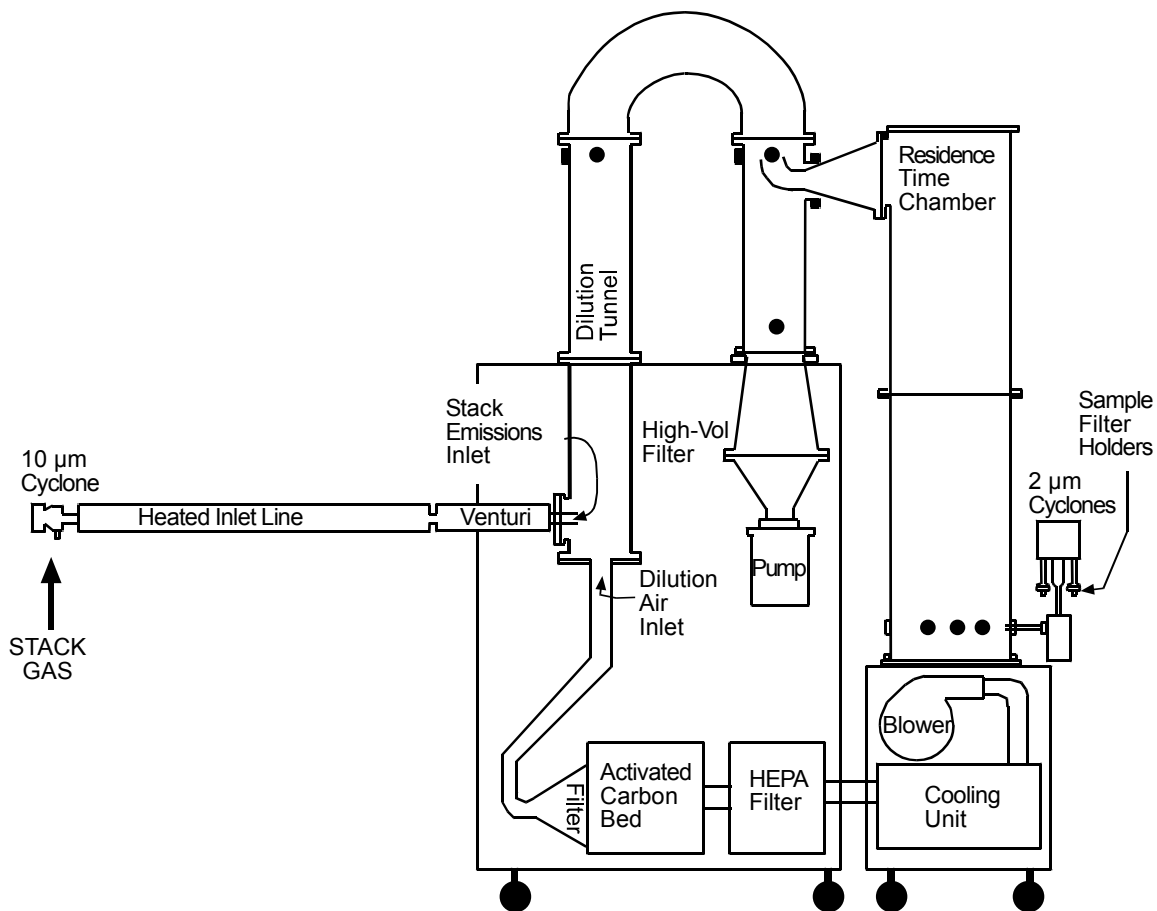 Residence
Time
Chamber
Dilution
Tunnel
Stack
Emissions
Inlet
High-Vol
Filter
Sample
Filter
Holders
10 µm
Cyclone
2 µm
Cyclones
Heated Inlet Line
Venturi
Pump
Dilution
Air
Inlet
STACK
GAS
Blower
Filter
Activated
Carbon
Bed
HEPA
Filter
Cooling
Unit